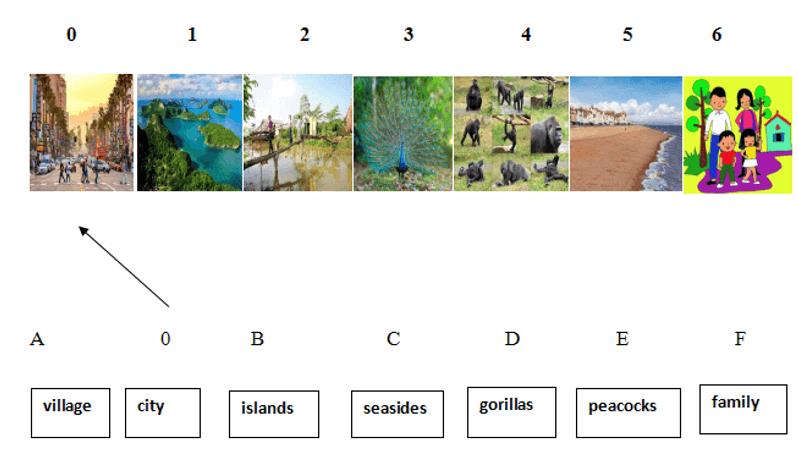 0 1 2 3 4 5 6
A 0 B C D E F
village city islands seasides gorillas peacocks family